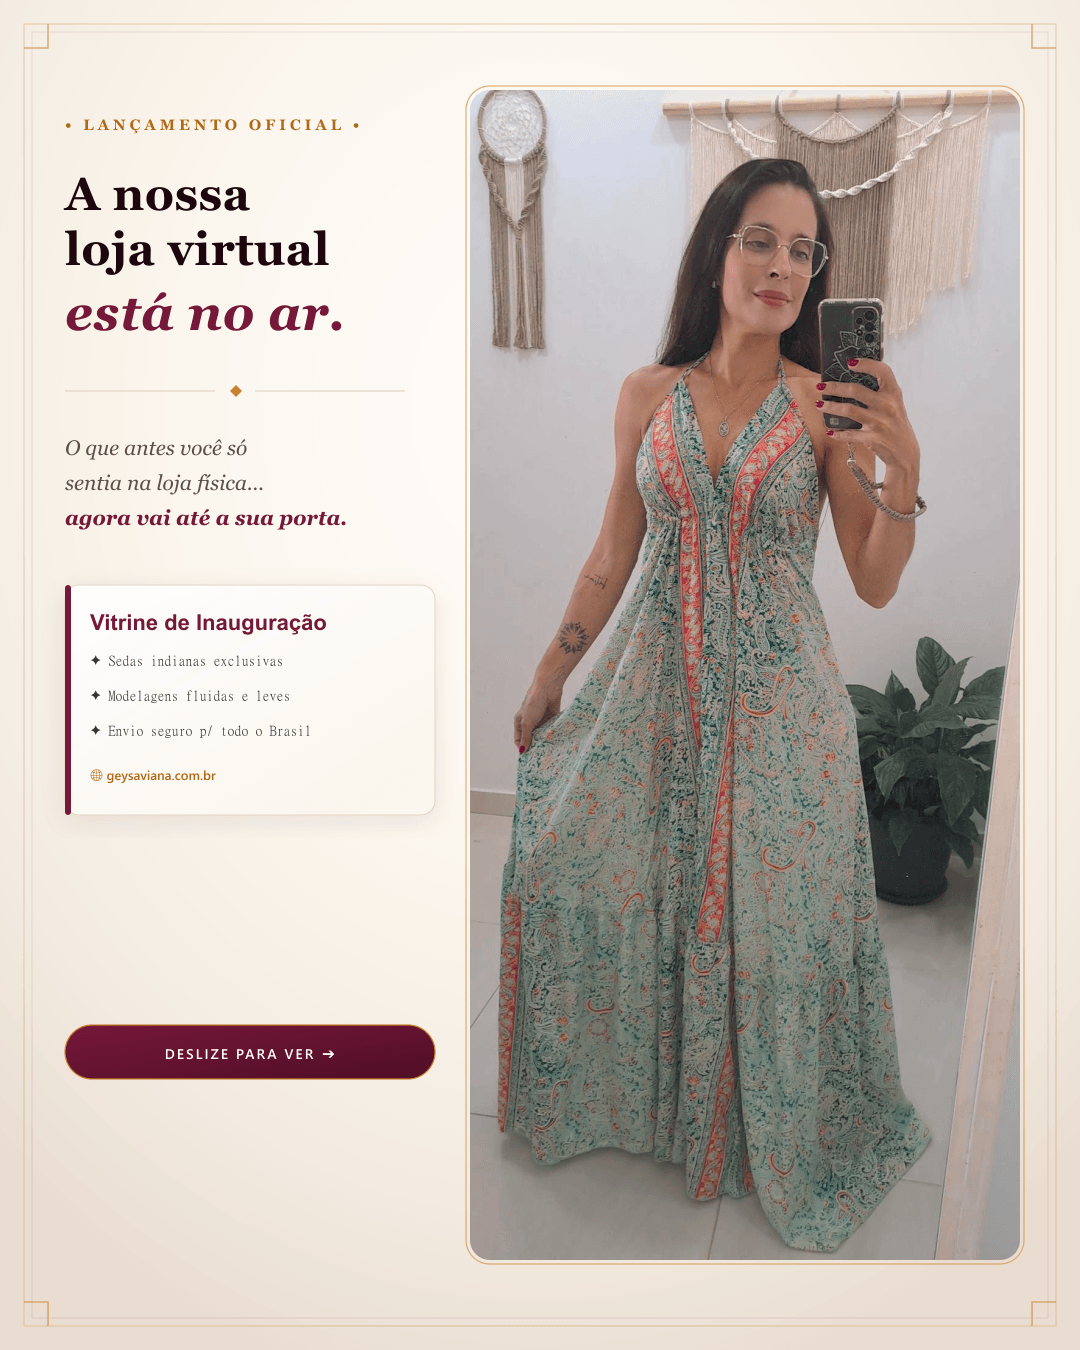 • LANÇAMENTO OFICIAL •
A nossa
loja virtual
está no ar.
O que antes você só
sentia na loja física...
agora vai até a sua porta.
Vitrine de Inauguração
✦ Sedas indianas exclusivas
✦ Modelagens fluidas e leves
✦ Envio seguro p/ todo o Brasil
🌐 geysaviana.com.br
DESLIZE PARA VER →